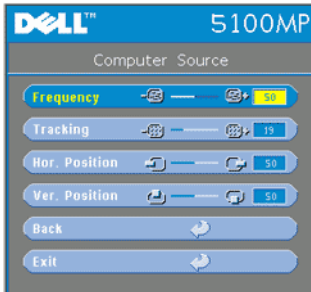 DELL™ 5100MP
Computer Source
Frequency 50
Tracking 19
Hor. Position 50
Ver. Position 50
Back
Exit